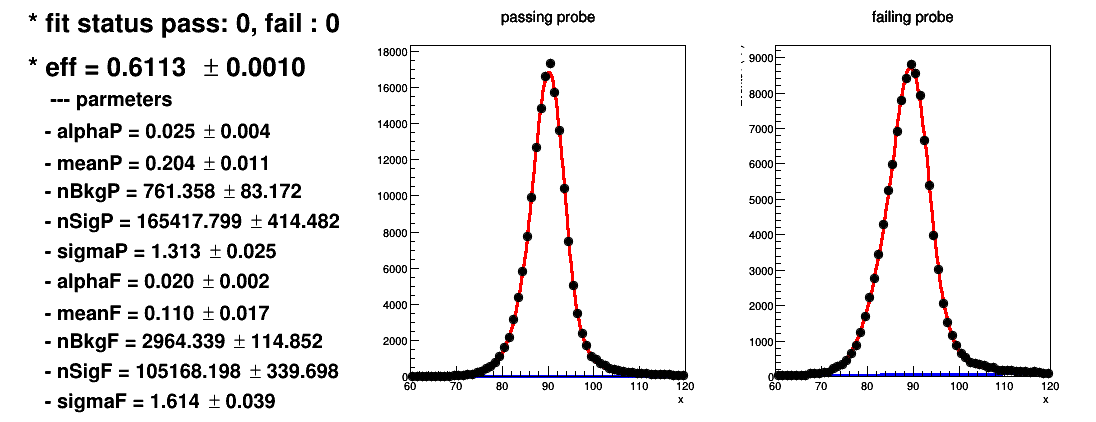 * fit status pass: 0, fail : 0
* eff = 0.6113 ± 0.0010
--- parmeters
- alphaP = 0.025 ± 0.004
- meanP = 0.204 ± 0.011
- nBkgP = 761.358 ± 83.172
- nSigP = 165417.799 ± 414.482
- sigmaP = 1.313 ± 0.025
- alphaF = 0.020 ± 0.002
- meanF = 0.110 ± 0.017
- nBkgF = 2964.339 ± 114.852
- nSigF = 105168.198 ± 339.698
- sigmaF = 1.614 ± 0.039
passing probe
18000
16000
14000
12000
10000
8000
6000
4000
2000
0
60 70 80 90 100 110 120
x
failing probe
9000
8000
7000
6000
5000
4000
3000
2000
1000
0
60 70 80 90 100 110 120
x